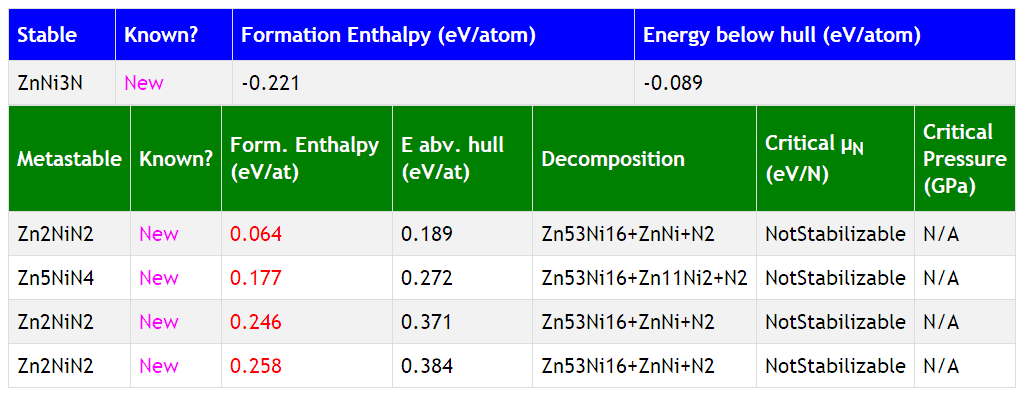 Stable Known? Formation Enthalpy (eV/atom) Energy below hull (eV/atom)
ZnNi3N New -0.221 -0.089
Metastable Known? Form. Enthalpy (eV/at) E abv. hull (eV/at) Decomposition Critical μN (eV/N) Critical Pressure (GPa)
Zn2NiN2 New 0.064 0.189 Zn53Ni16+ZnNi+N2 NotStabilizable N/A
Zn5NiN4 New 0.177 0.272 Zn53Ni16+Zn11Ni2+N2 NotStabilizable N/A
Zn2NiN2 New 0.246 0.371 Zn53Ni16+ZnNi+N2 NotStabilizable N/A
Zn2NiN2 New 0.258 0.384 Zn53Ni16+ZnNi+N2 NotStabilizable N/A